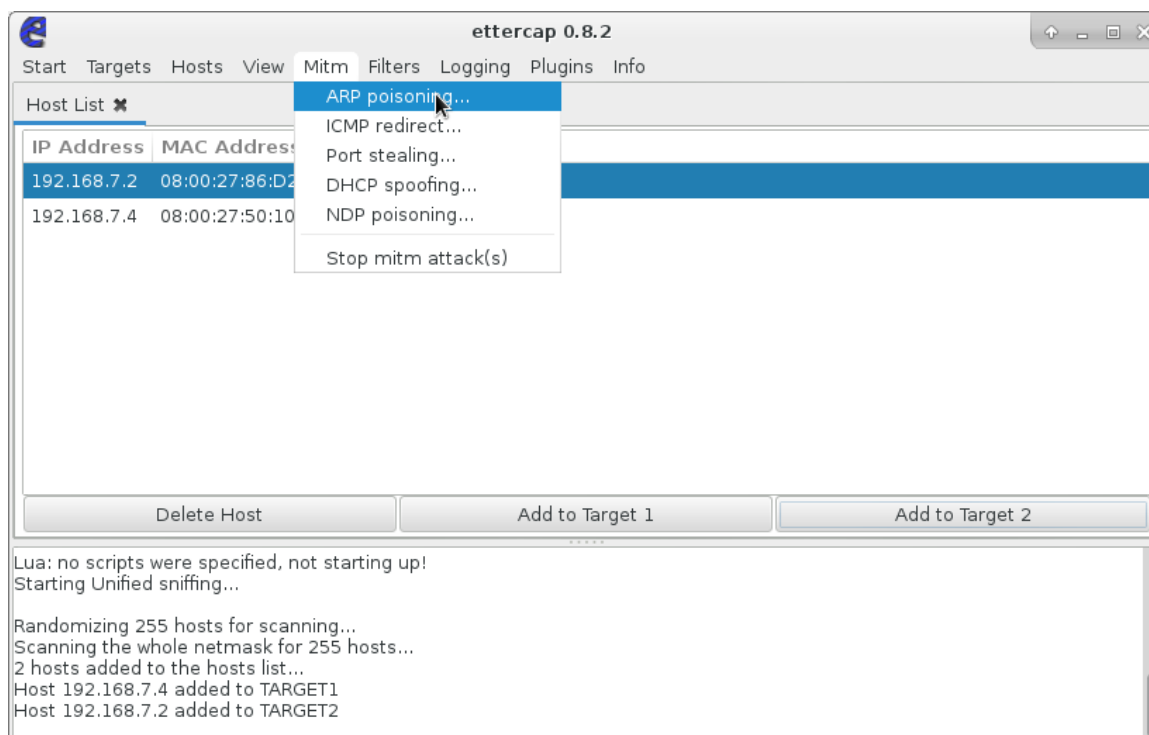 ettercap 0.8.2
Start Targets Hosts View Mitm Filters Logging Plugins Info
Host List
ARP poisoning...
ICMP redirect...
Port stealing...
DHCP spoofing...
NDP poisoning...
Stop mitm attack(s)
IP Address MAC Address
192.168.7.2 08:00:27:86:D2
192.168.7.4 08:00:27:50:10
Delete Host Add to Target 1 Add to Target 2
Lua: no scripts were specified, not starting up!
Starting Unified sniffing...
Randomizing 255 hosts for scanning...
Scanning the whole netmask for 255 hosts...
2 hosts added to the hosts list...
Host 192.168.7.4 added to TARGET1
Host 192.168.7.2 added to TARGET2